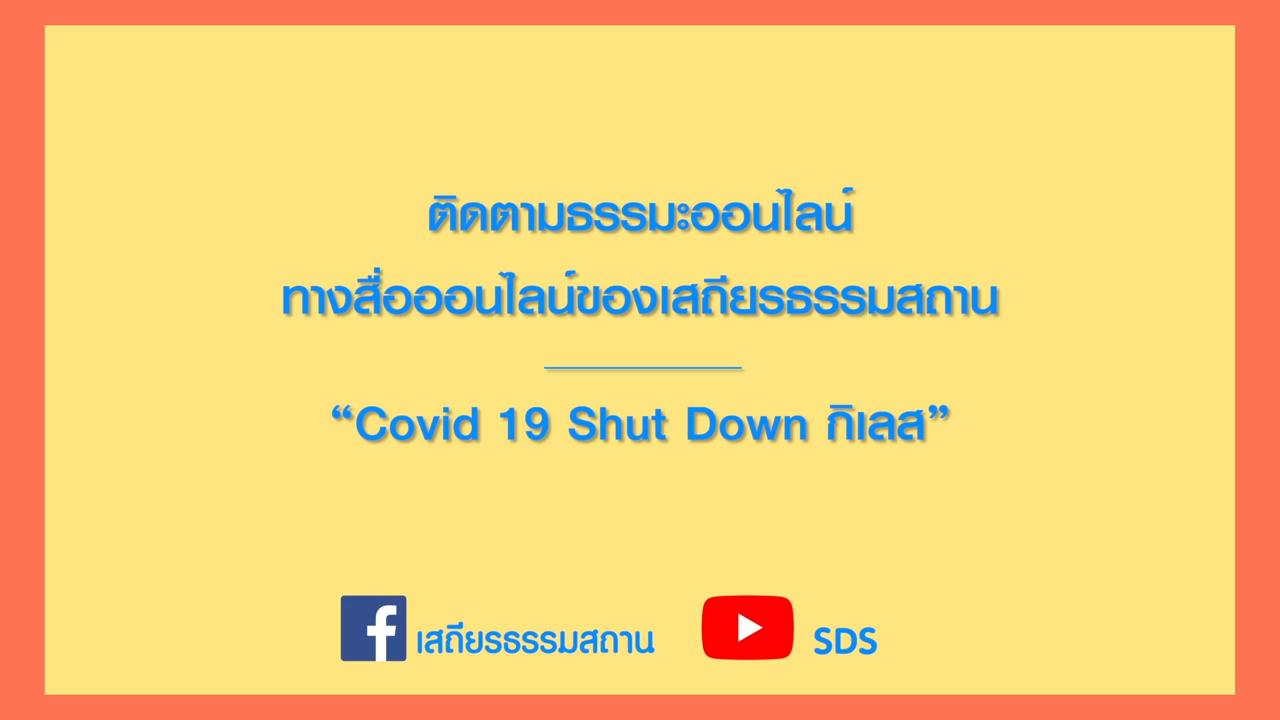 ติดตามธรรมะออนไลน์
ทางสื่อออนไลน์ของเสถียรธรรมสถาน
“Covid 19 Shut Down กิเลส”
เสถียรธรรมสถาน
SDS